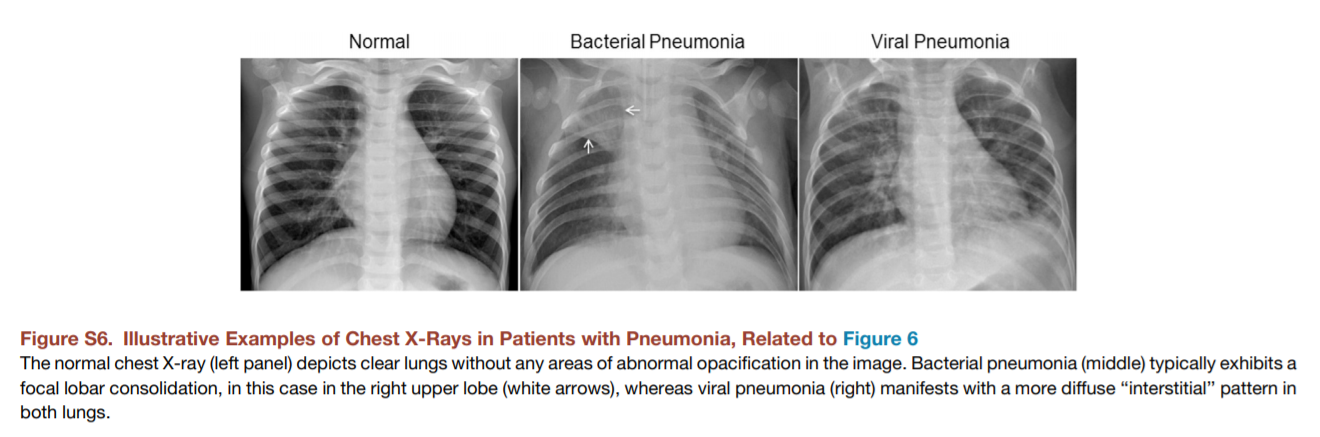 Normal
Bacterial Pneumonia
Viral Pneumonia
Figure S6. Illustrative Examples of Chest X-Rays in Patients with Pneumonia, Related to Figure 6
The normal chest X-ray (left panel) depicts clear lungs without any areas of abnormal opacification in the image. Bacterial pneumonia (middle) typically exhibits a
focal lobar consolidation, in this case in the right upper lobe (white arrows), whereas viral pneumonia (right) manifests with a more diffuse “interstitial” pattern in
both lungs.